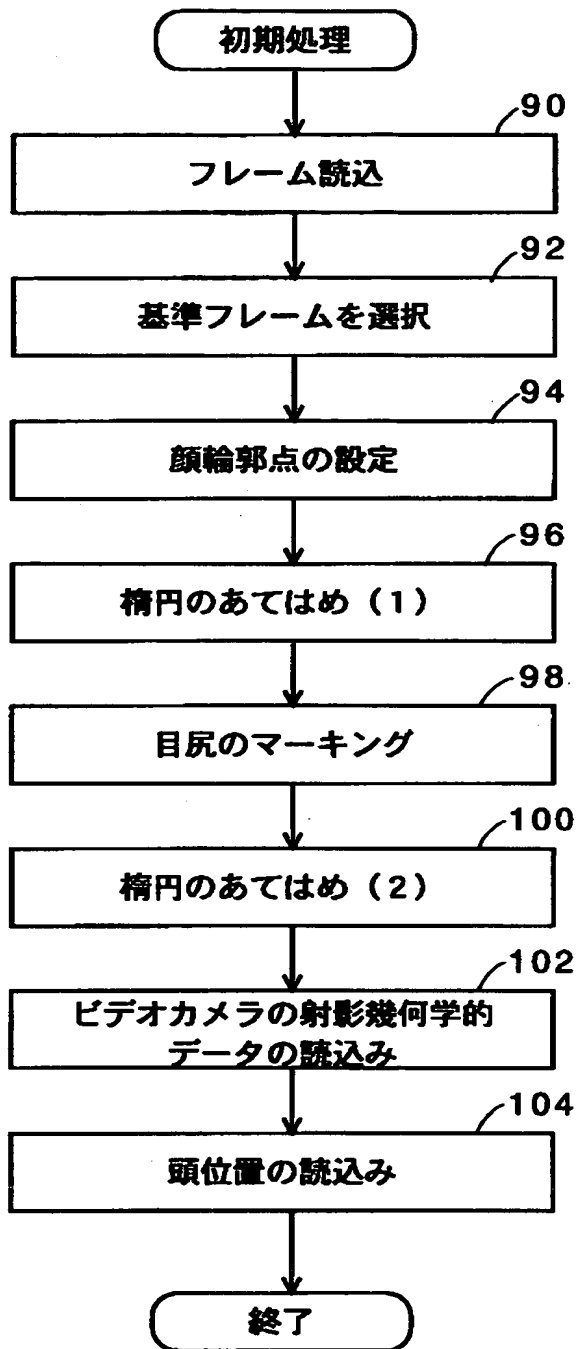 初期処理
90
フレーム読込
92
基準フレームを選択
94
顔輪郭点の設定
96
楕円のあてはめ（1）
98
目尻のマーキング
100
楕円のあてはめ（2）
102
ビデオカメラの射影幾何学的
データの読込み
104
頭位置の読込み
終了